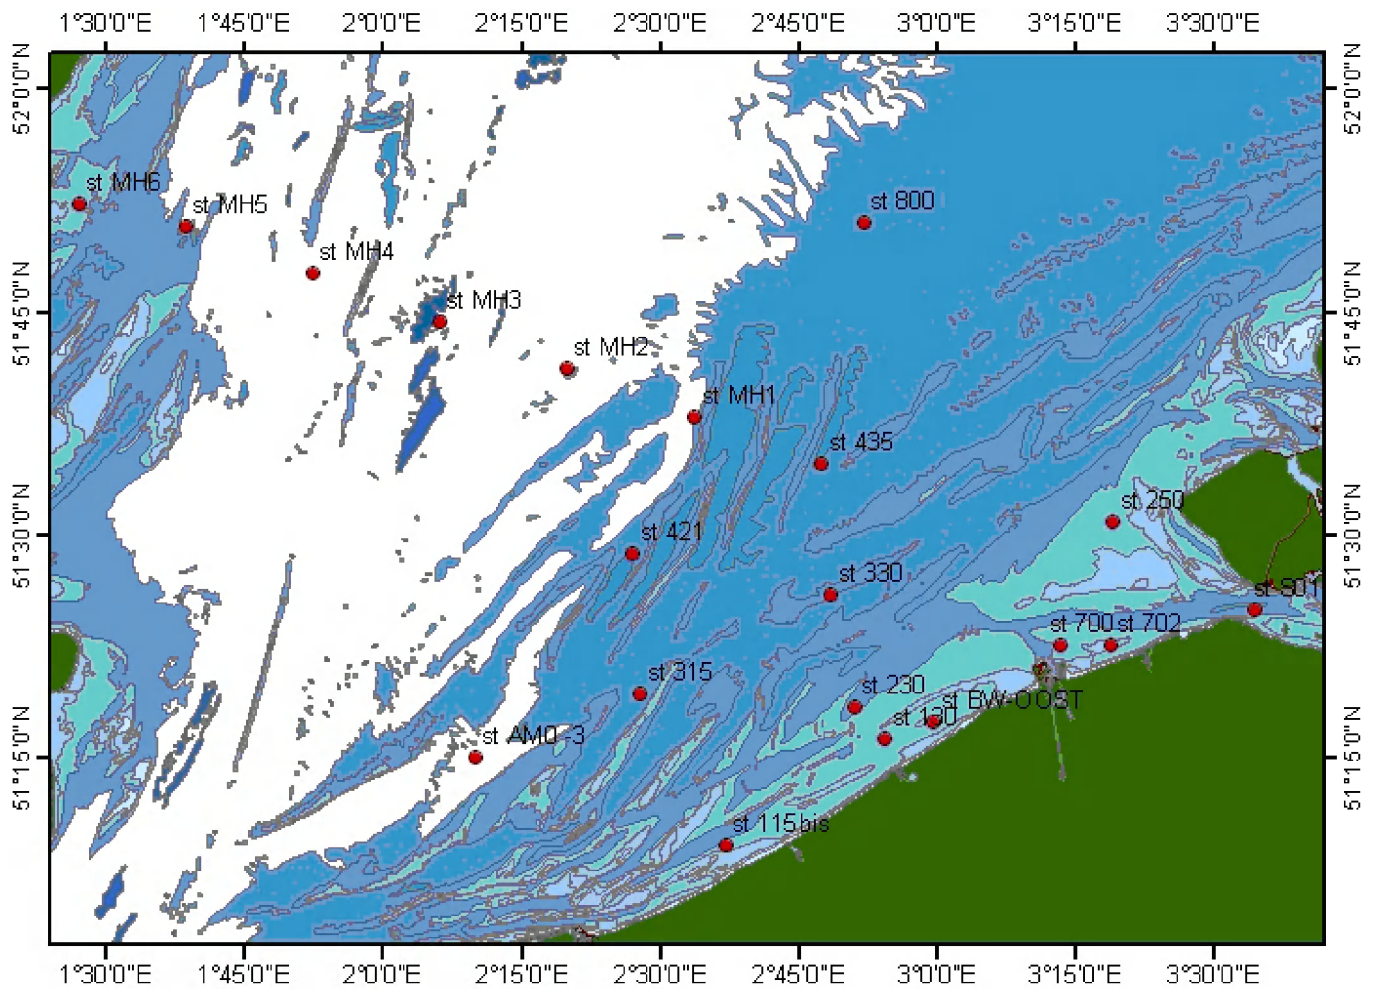 1°30'0"E 1°45'0"E 2°0'0"E 2°15'0"E 2°30'0"E 2°45'0"E 3°0'0"E 3°15'0"E 3°30'0"E
52°0'0"N
52°0'0"N
st MH6
st MH5
st 800
st MH4
51°45'0"N
51°45'0"N
st MH3
st MH2
st MH1
st 435
st 250
51°30'0"N
51°30'0"N
st 421
st 330
st S01
st 700
st 702
st 315
st 230
st BW-OOST
st 130
st AMO-3
51°15'0"N
51°15'0"N
st 115bis
1°30'0"E 1°45'0"E 2°0'0"E 2°15'0"E 2°30'0"E 2°45'0"E 3°0'0"E 3°15'0"E 3°30'0"E